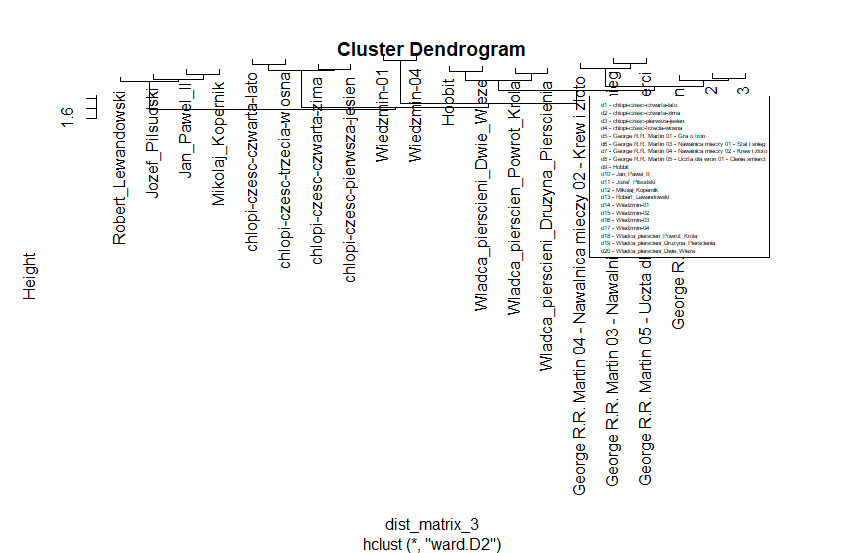 Cluster Dendrogram
Height
1.6
Robert_Lewandowski
Jozef_Pilsudski
Jan_Pawel_II
Mikolaj_Kopernik
chlopi-czesc-czwarta-lato
chlopi-czesc-trzecia-wiosna
chlopi-czesc-czwarta-zima
chlopi-czesc-pierwsza-jesien
Wiedzmin-01
Wiedzmin-04
Hobbit
Wladca_pierscieni_Dwie_Wieze
Wladca_pierscien_Powrot_Krola
Wladca_pierscieni_Druzyna_Pierscienia
George R.R. Martin 04 - Nawalnica mieczy 02 - Krew i zloto
George R.R. Martin 03 - Nawalni
ieg
George R.R. Martin 05 - Uczta dl
erci
George R.
n
2
3
d1 - chlopi-czesc-czwarta-lato
d2 - chlopi-czesc-czwarta-zima
d3 - chlopi-czesc-pierwsza-jesien
d4 - chlopi-czesc-trzecia-wiosna
d5 - George R.R. Martin 01 - Gra o tron
d6 - George R.R. Martin 03 - Nawalnica mieczy 01 - Stal i snieg
d7 - George R.R. Martin 04 - Nawalnica mieczy 02 - Krew i zloto
d8 - George R.R. Martin 05 - Uczta dla wron 01 - Cienie smierci
d9 - Hobbit
d10 - Jan_Pawel_II
d11 - Jozef_Pilsudski
d12 - Mikolaj_Kopernik
d13 - Robert_Lewandowski
d14 - Wiedzmin-01
d15 - Wiedzmin-02
d16 - Wiedzmin-03
d17 - Wiedzmin-04
d18 - Wladca_pierscien_Powrot_Krola
d19 - Wladca_pierscieni_Druzyna_Pierscienia
d20 - Wladca_pierscieni_Dwie_Wieze
dist_matrix_3
hclust (*, "ward.D2")